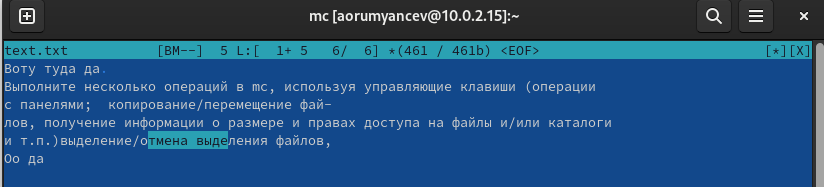 mc [aorumyancev@10.0.2.15]:~
text.txt [BM--] 5 L:[ 1+ 5 6/ 6] *(461 / 461b) <EOF> [*][X]
Воту туда да.
Выполните несколько операций в mc, используя управляющие клавиши (операции
с панелями; копирование/перемещение фай-
лов, получение информации о размере и правах доступа на файлы и/или каталоги
и т.п.)выделение/отмена выделения файлов,
Оо да